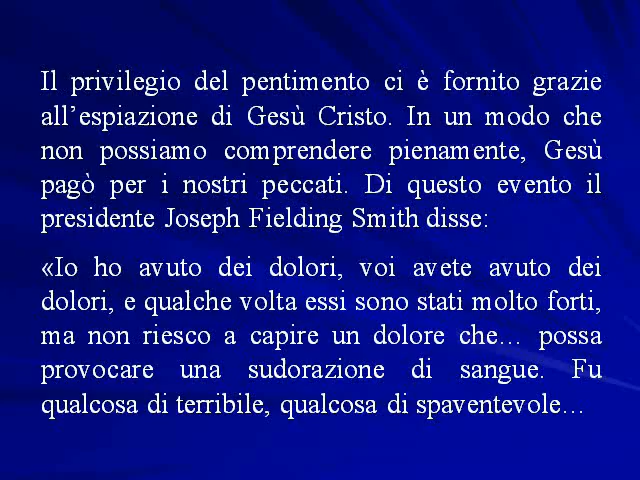 Il privilegio del pentimento ci è fornito grazie
all’espiazione di Gesù Cristo. In un modo che
non possiamo comprendere pienamente, Gesù
pagò per i nostri peccati. Di questo evento il
presidente Joseph Fielding Smith disse:
«Io ho avuto dei dolori, voi avete avuto dei
dolori, e qualche volta essi sono stati molto forti,
ma non riesco a capire un dolore che… possa
provocare una sudorazione di sangue. Fu
qualcosa di terribile, qualcosa di spaventevole…